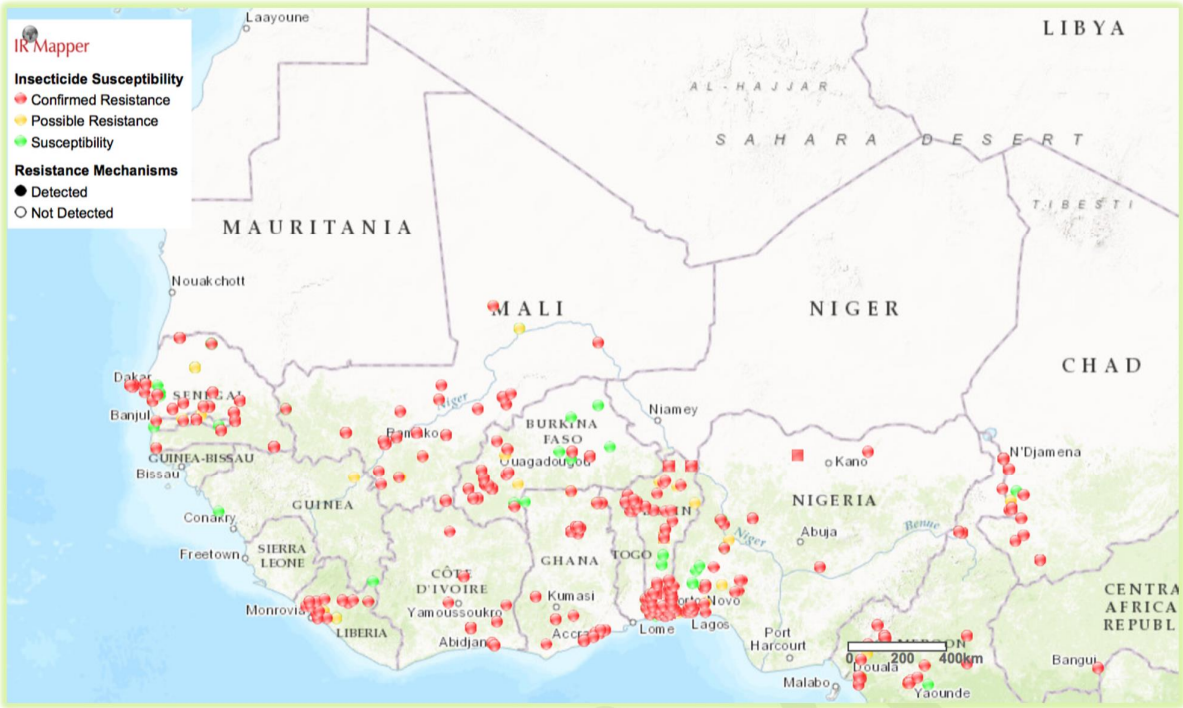 Laayoune
LIBYA
IR Mapper
Insecticide Susceptibility
Confirmed Resistance
Possible Resistance
Susceptibility
Resistance Mechanisms
Detected
Not Detected
AL-HAJJAR
SAHARA DESERT
TIBESTI
MAURITANIA
Nouakchott
MALI
NIGER
CHAD
Dakar
SENEGAL
Banjul
Niger
Niamey
BURKINA
FASO
Bamako
N'Djamena
GUINEA-BISSAU
Ouagadougou
Kano
Bissau
GUINEA
NIGERIA
Conakry
Niger
Benue
Abuja
Freetown
SIERRA
LEONE
GHANA
TOGO
CÔTE
D'IVOIRE
CENTRA
AFRICA
REPUBL
Kumasi
Porto-Novo
Monrovia
Yamoussoukro
LIBERIA
Lome
Lagos
Abidjan
Accra
Port
Harcourt
0 200 400km
Douala
Bangui
Malabo
Yaounde